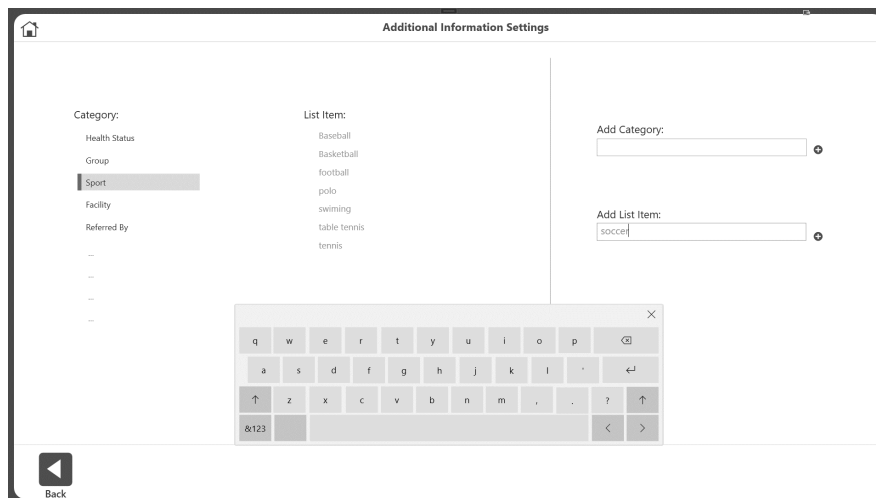 Additional Information Settings
Category:
Health Status
Group
Sport
Facility
Referred By
...
...
...
...
List Item:
Baseball
Basketball
football
polo
swiming
table tennis
tennis
Add Category:
Add List Item:
soccer
q w e r t y u i o p
a s d f g h j k l '
z x c v b n m , . ?
&123 < >
Back